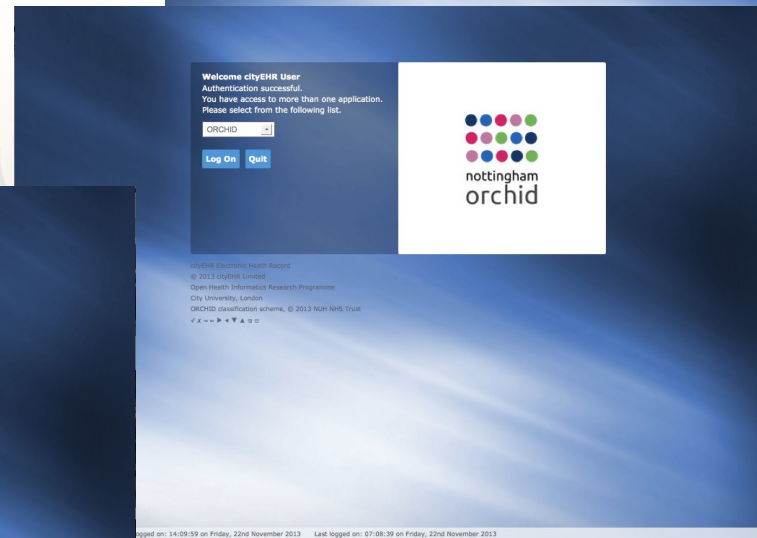 Welcome cityEHR User
Authentication successful.
You have access to more than one application.
Please select from the following list.
ORCHID
Log On Quit
nottingham
orchid
cityEHR Electronic Health Record
© 2013 cityEHR Limited
Open Health Informatics Research Programme
City University, London
ORCHID classification scheme, © 2013 NUH NHS Trust
ogged on: 14:09:59 on Friday, 22nd November 2013 Last logged on: 07:08:39 on Friday, 22nd November 2013